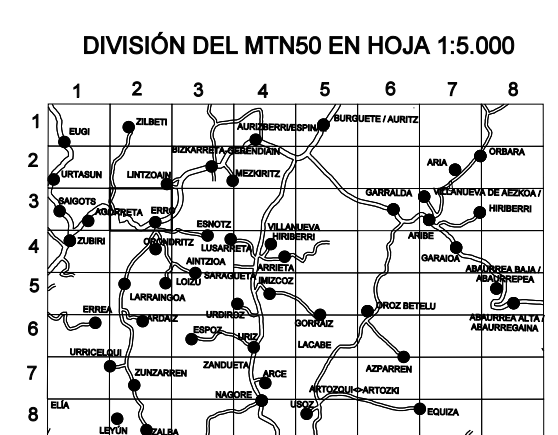 DIVISIÓN DEL MTN50 EN HOJA 1:5.000
1 2 3 4 5 6 7 8
1
ZILBETI
BURGUETE / AURITZ
EUGI
AURIZBERRI/ESPINAL
2
BIZKARRETA-GERENDIAIN
ORBARA
ARIA
URTASUN
LINTZOAIN
MEZKIRITZ
3
GARRALDA
VILLANUEVA DE AEZKOA /
HIRIBERRI
SAIGOTS
AGORRETA
ERRO
ESNOTZ
VILLANUEVA
HIRIBERRI
ARIBE
4
ZUBIRI
ORONDRITZ
LUSARRETA
GARAIOA
AINTZIOA
ARRIETA
ABAURREA BAJA /
ABAURREPEA
5
SARAGUETA
LOIZU
IMIZCOZ
LARRAINGOA
URDIROZ
OROZ BETELU
ERREA
ARDAIZ
GORRAIZ
ABAURREA ALTA /
ABAURREGAINA
6
ESPOZ
URIZ
LACABE
URRICELQUI
ZANDUETA
AZPARREN
7
ZUNZARREN
ARCE
NAGORE
ARTOZQUI<>ARTOZKI
8
ELÍA
USOZ
EQUIZA
LEYÚN
ZALBA